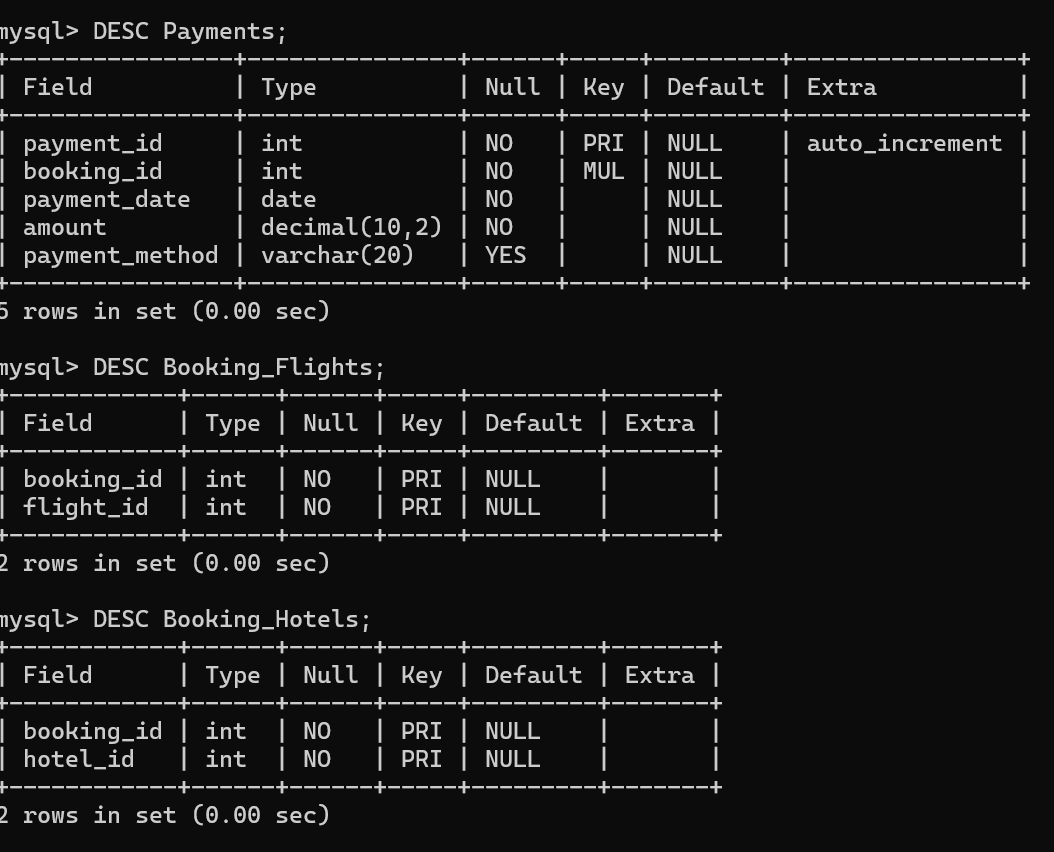 mysql> DESC Payments;
+----------------+---------------+------+-----+---------+----------------+
| Field          | Type          | Null | Key | Default | Extra          |
+----------------+---------------+------+-----+---------+----------------+
| payment_id     | int           | NO   | PRI | NULL    | auto_increment |
| booking_id     | int           | NO   | MUL | NULL    |                |
| payment_date   | date          | NO   |     | NULL    |                |
| amount         | decimal(10,2) | NO   |     | NULL    |                |
| payment_method | varchar(20)   | YES  |     | NULL    |                |
+----------------+---------------+------+-----+---------+----------------+
5 rows in set (0.00 sec)

mysql> DESC Booking_Flights;
+------------+------+------+-----+---------+-------+
| Field      | Type | Null | Key | Default | Extra |
+------------+------+------+-----+---------+-------+
| booking_id | int  | NO   | PRI | NULL    |       |
| flight_id  | int  | NO   | PRI | NULL    |       |
+------------+------+------+-----+---------+-------+
2 rows in set (0.00 sec)

mysql> DESC Booking_Hotels;
+------------+------+------+-----+---------+-------+
| Field      | Type | Null | Key | Default | Extra |
+------------+------+------+-----+---------+-------+
| booking_id | int  | NO   | PRI | NULL    |       |
| hotel_id   | int  | NO   | PRI | NULL    |       |
+------------+------+------+-----+---------+-------+
2 rows in set (0.00 sec)